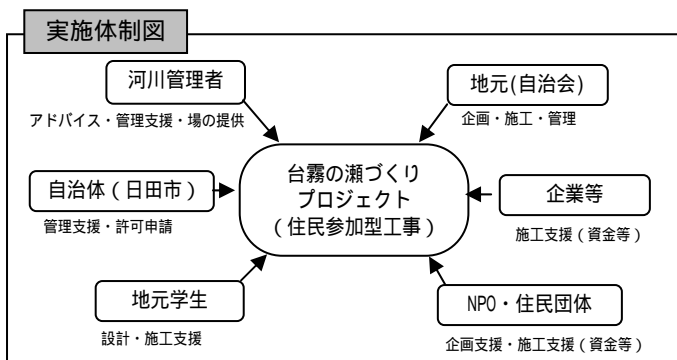 実施体制図
河川管理者
アドバイス・管理支援・場の提供
地元(自治会)
企画・施工・管理
自治体(日田市)
管理支援・許可申請
台霧の瀬づくり
プロジェクト
(住民参加型工事)
企業等
施工支援(資金等)
地元学生
設計・施工支援
NPO・住民団体
企画支援・施工支援(資金等)